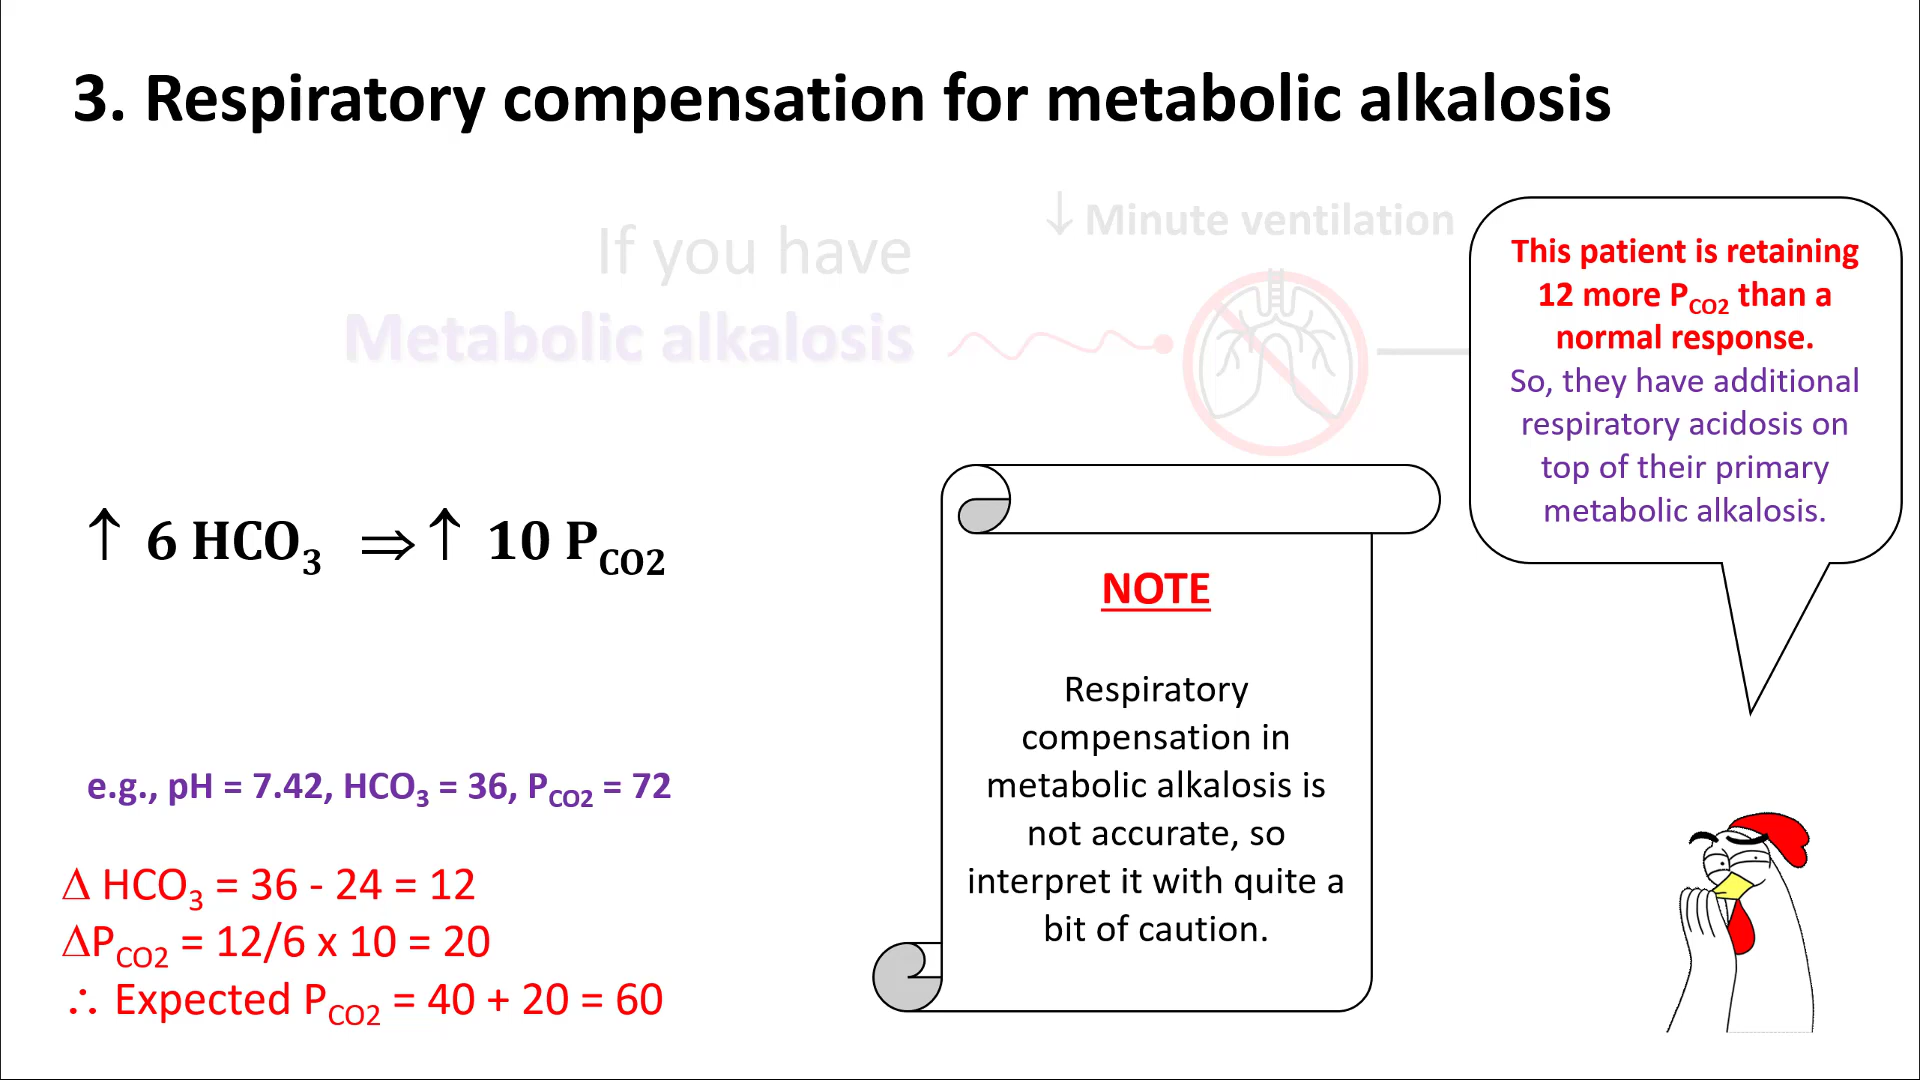 3. Respiratory compensation for metabolic alkalosis
If you have
Metabolic alkalosis
↓ Minute ventilation
This patient is retaining
12 more PCO2 than a
normal response.
So, they have additional
respiratory acidosis on
top of their primary
metabolic alkalosis.
↑ 6 HCO3 ⇒ ↑ 10 PCO2
NOTE
Respiratory
compensation in
metabolic alkalosis is
not accurate, so
interpret it with quite a
bit of caution.
e.g., pH = 7.42, HCO3 = 36, PCO2 = 72
Δ HCO3 = 36 - 24 = 12
ΔPCO2 = 12/6 x 10 = 20
∴ Expected PCO2 = 40 + 20 = 60